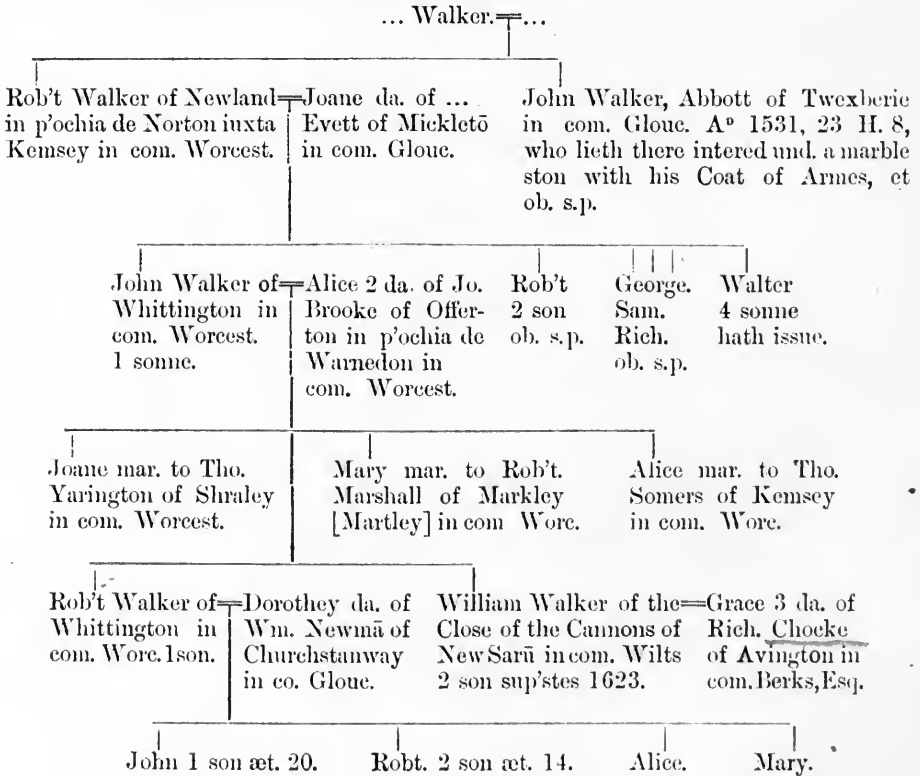 ... Walker. ...
Rob't Walker of Newland
in p'ochia de Norton iuxta
Kemsey in com. Worcest.
Joane da. of ...
Evett of Mickletō
in com. Glouc.
John Walker, Abbott of Twexberie
in com. Glouc. Aº 1531, 23 H. 8,
who lieth there intered und. a marble
ston with his Coat of Armes, et
ob. s.p.
John Walker of
Whittington in
com. Worcest.
1 sonne.
Alice 2 da. of Jo.
Brooke of Offer-
ton in p'ochia de
Warnedon in
com. Worcest.
Rob't
2 son
ob. s.p.
George.
Sam.
Rich.
ob. s.p.
Walter
4 sonne
hath issue.
Joane mar. to Tho.
Yarington of Shraley
in com. Worcest.
Mary mar. to Rob't.
Marshall of Markley
[Martley] in com Worc.
Alice mar. to Tho.
Somers of Kemsey
in com. Worc.
Rob't Walker of
Whittington in
com. Worc. 1 son.
Dorothey da. of
Wm. Newmā of
Churchstanway
in co. Glouc.
William Walker of the
Close of the Cannons of
New Sarū in com. Wilts
2 son sup'stes 1623.
Grace 3 da. of
Rich. Chocke
of Avington in
com. Berks, Esq.
John 1 son æt. 20.
Robt. 2 son æt. 14.
Alice.
Mary.